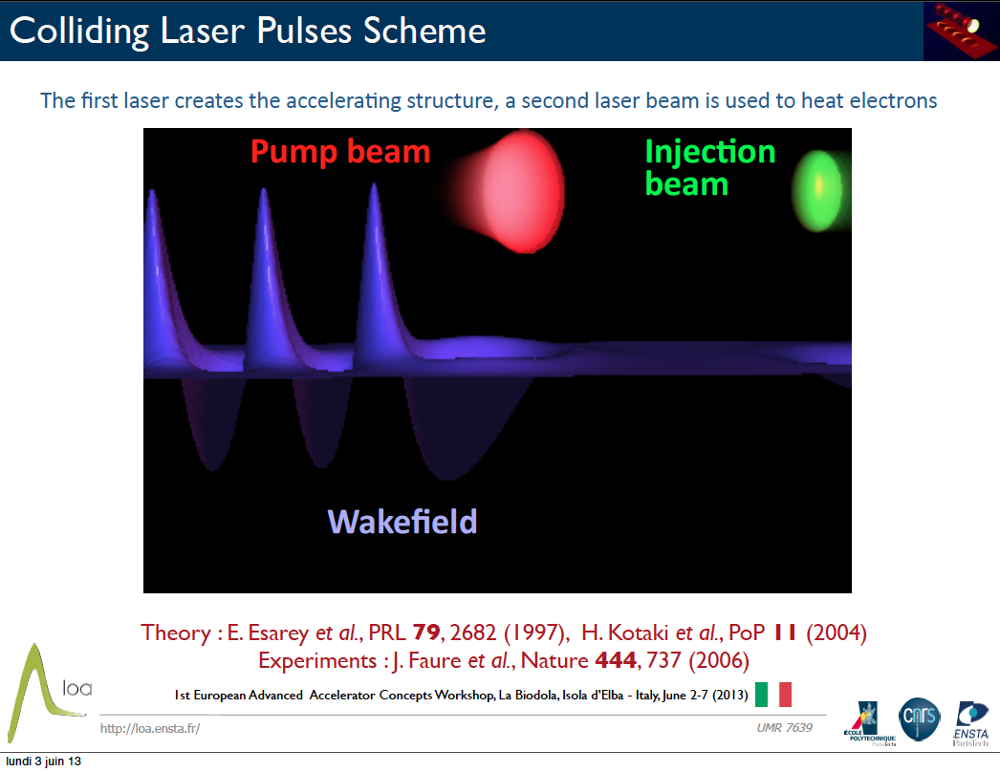 Colliding Laser Pulses Scheme
The first laser creates the accelerating structure, a second laser beam is used to heat electrons
Pump beam
Injection
beam
Wakefield
Theory : E. Esarey et al., PRL 79, 2682 (1997), H. Kotaki et al., PoP 11 (2004)
Experiments : J. Faure et al., Nature 444, 737 (2006)
loa
1st European Advanced Accelerator Concepts Workshop, La Biodola, Isola d'Elba - Italy, June 2-7 (2013)
http://loa.ensta.fr/
UMR 7639
ÉCOLE
POLYTECHNIQUE
ParisTech
cnrs
ENSTA
ParisTech
lundi 3 juin 13